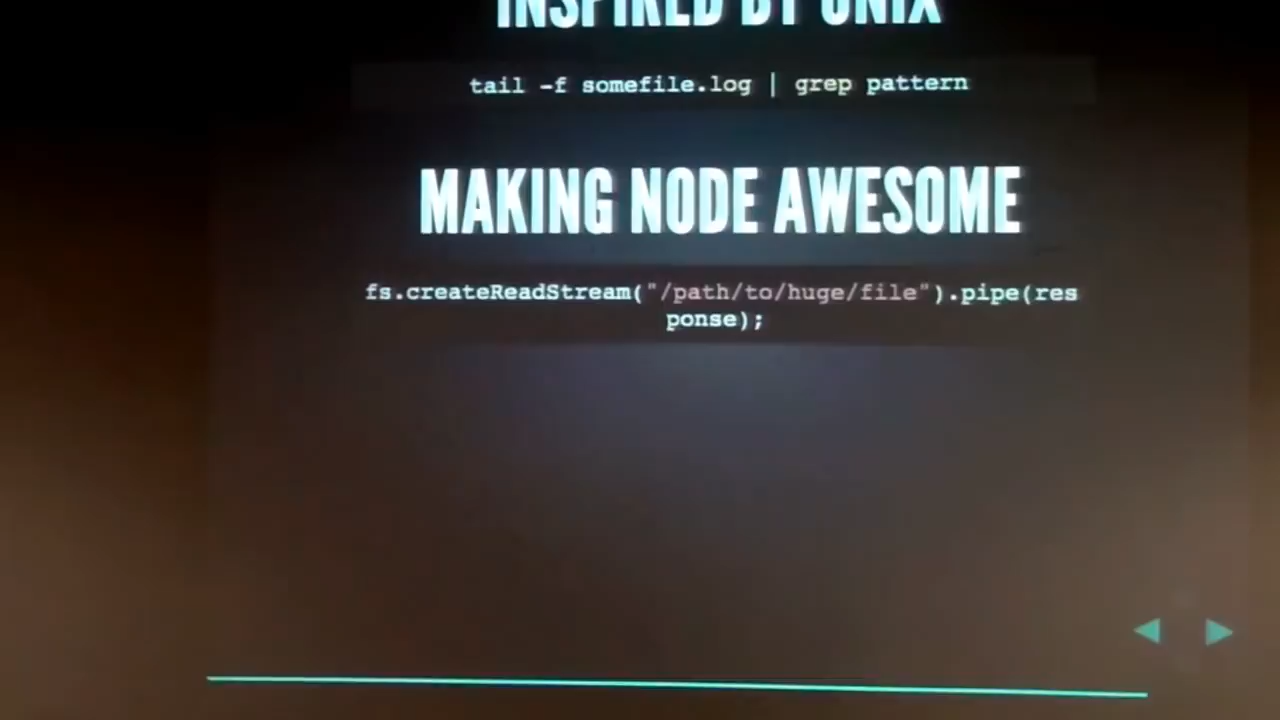 INSPIRED BY UNIX
tail -f somefile.log | grep pattern
MAKING NODE AWESOME
fs.createReadStream("/path/to/huge/file").pipe(res
ponse);